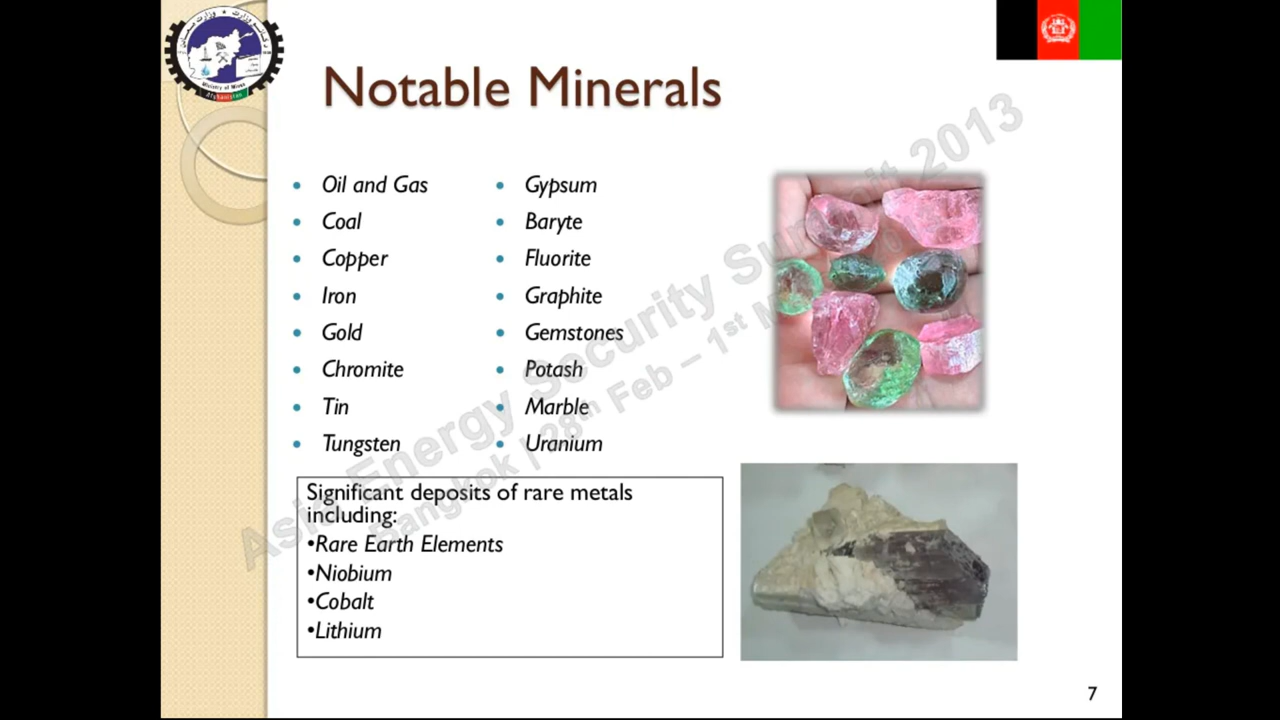 Ministry of Mines
Afghanistan
Notable Minerals
• Oil and Gas
• Coal
• Copper
• Iron
• Gold
• Chromite
• Tin
• Tungsten
• Gypsum
• Baryte
• Fluorite
• Graphite
• Gemstones
• Potash
• Marble
• Uranium
Significant deposits of rare metals
including:
•Rare Earth Elements
•Niobium
•Cobalt
•Lithium
Asia Energy Security Summit 2013
Bangkok | 28th Feb – 1st
7